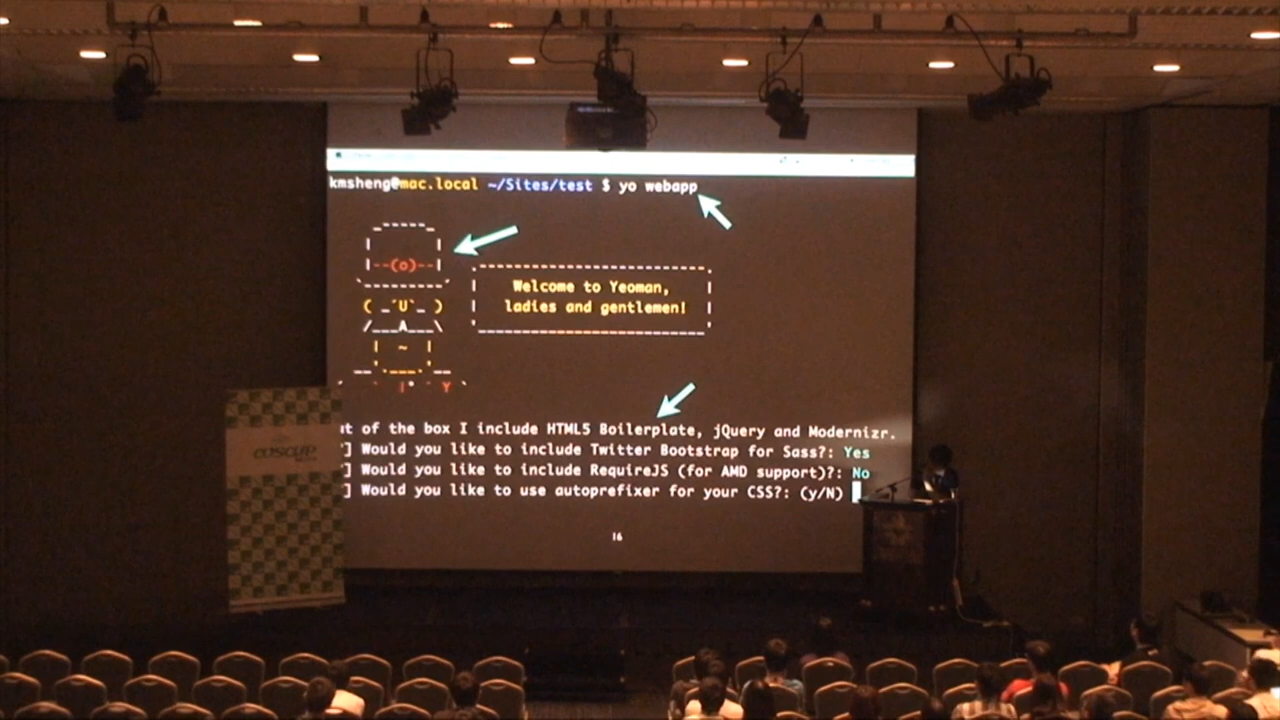 kmsheng@mac.local ~/Sites/test $ yo webapp
Welcome to Yeoman,
ladies and gentlemen!
ut of the box I include HTML5 Boilerplate, jQuery and Modernizr.
] Would you like to include Twitter Bootstrap for Sass?: Yes
] Would you like to include RequireJS (for AMD support)?: No
] Would you like to use autoprefixer for your CSS?: (y/N)
16
COSCUP